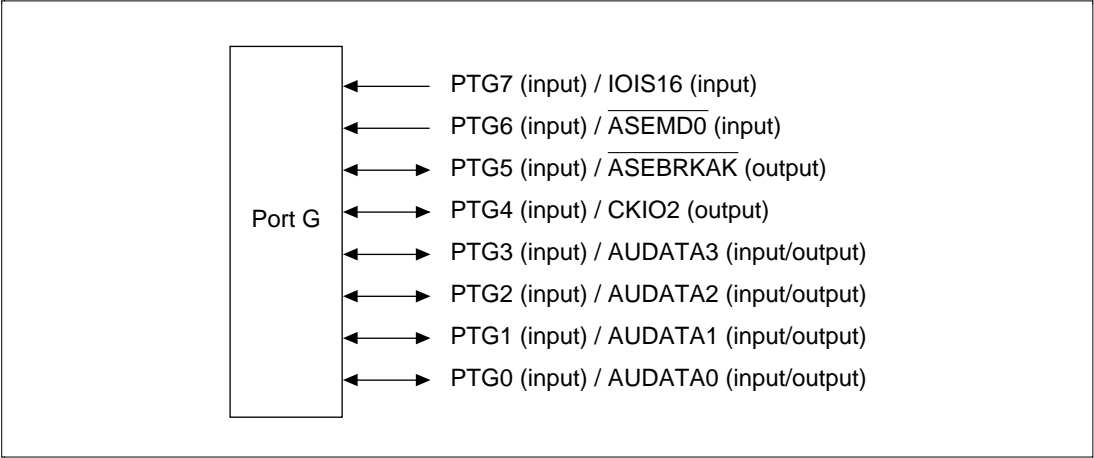 Port G
PTG7 (input) / IOIS16 (input)
PTG6 (input) / ASEMD0 (input)
PTG5 (input) / ASEBRKAK (output)
PTG4 (input) / CKIO2 (output)
PTG3 (input) / AUDATA3 (input/output)
PTG2 (input) / AUDATA2 (input/output)
PTG1 (input) / AUDATA1 (input/output)
PTG0 (input) / AUDATA0 (input/output)